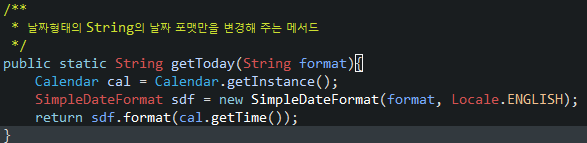 /**
 * 날짜형태의 String의 날짜 포맷만을 변경해 주는 메서드
 */
public static String getToday(String format){
    Calendar cal = Calendar.getInstance();
    SimpleDateFormat sdf = new SimpleDateFormat(format, Locale.ENGLISH);
    return sdf.format(cal.getTime());
}